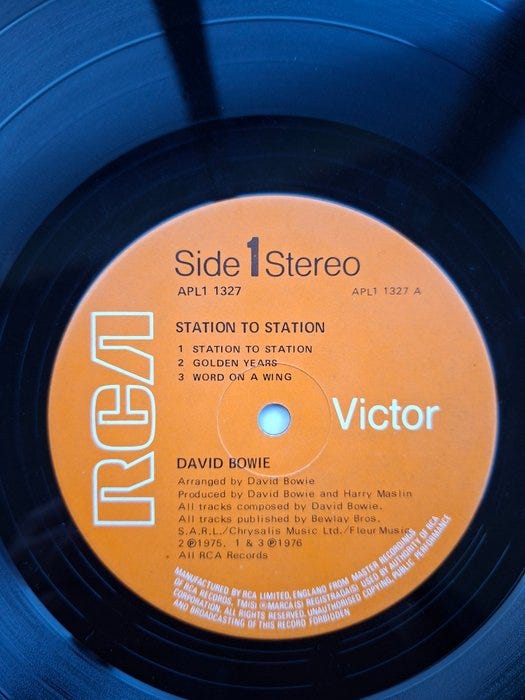 Side 1 Stereo
APL1 1327
APL1 1327 A
STATION TO STATION
1 STATION TO STATION
2 GOLDEN YEARS
3 WORD ON A WING
RCA
Victor
DAVID BOWIE
Arranged by David Bowie
Produced by David Bowie and Harry Maslin
All tracks composed by David Bowie.
All tracks published by Bewlay Bros.
S.A.R.L./Chrysalis Music Ltd./Fleur Music
2 ℗1975, 1 & 3 ℗1976
All RCA Records
MANUFACTURED BY RCA LIMITED, ENGLAND FROM MASTER RECORDINGS
OF RCA RECORDS. TM(S) ® MARCA(S) REGISTRADA(S) USED BY AUTHORITY OF RCA
CORPORATION. ALL RIGHTS RESERVED. UNAUTHORISED COPYING, PUBLIC PERFORMANCE
AND BROADCASTING OF THIS RECORD FORBIDDEN